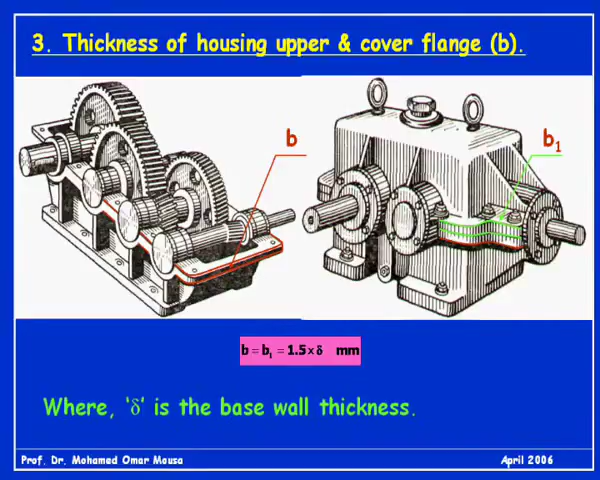 3. Thickness of housing upper & cover flange (b).
b
b₁
b = b₁ = 1.5 × δ mm
Where, 'δ' is the base wall thickness.
Prof. Dr. Mohamed Omar Mousa
April 2006